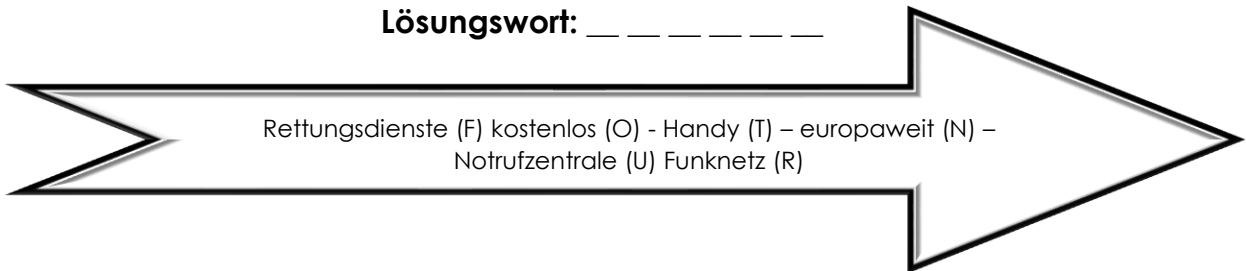 Lösungswort: __ __ __ __ __ __
Rettungsdienste (F) kostenlos (O) - Handy (T) – europaweit (N) –
Notrufzentrale (U) Funknetz (R)